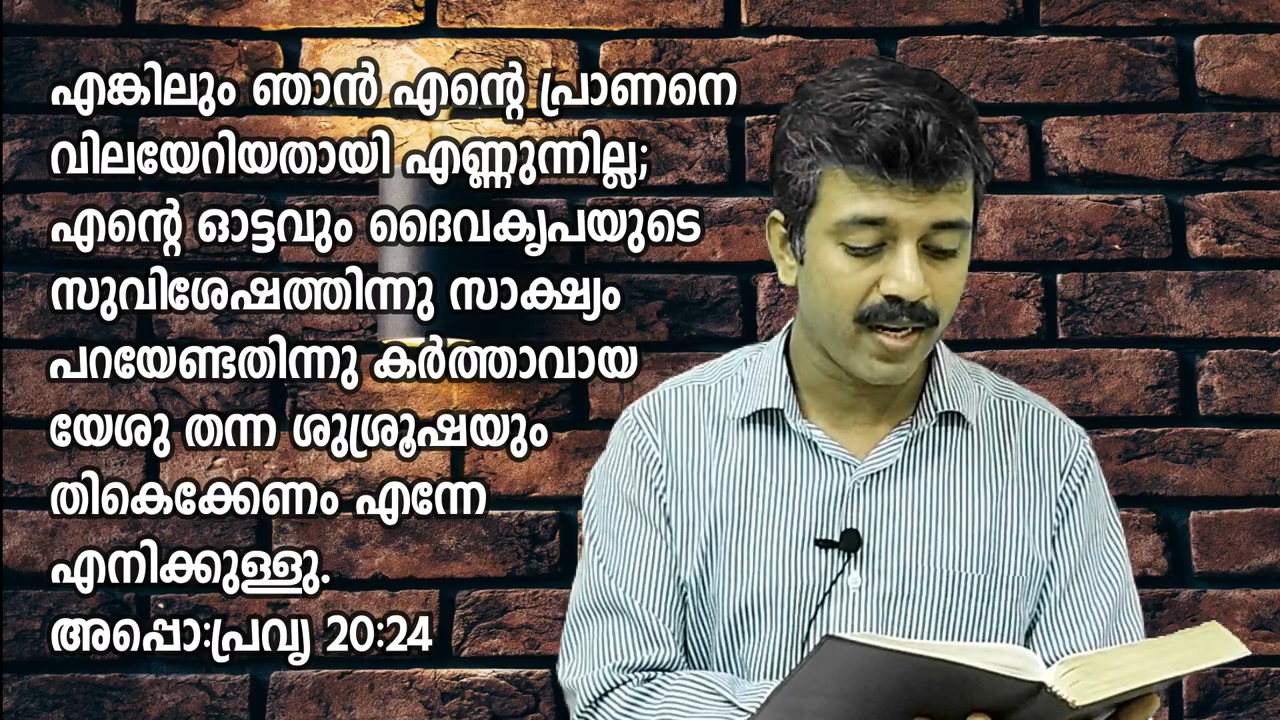 എങ്കിലും ഞാൻ എന്റെ പ്രാണനെ
വിലയേറിയതായി എണ്ണുന്നില്ല;
എന്റെ ഓട്ടവും ദൈവകൃപയുടെ
സുവിശേഷത്തിന്നു സാക്ഷ്യം
പറയേണ്ടതിന്നു കർത്താവായ
യേശു തന്ന ശുശ്രൂഷയും
തികെക്കേണം എന്നേ
എനിക്കുള്ളു.
അപ്പൊ:പ്രവൃ 20:24